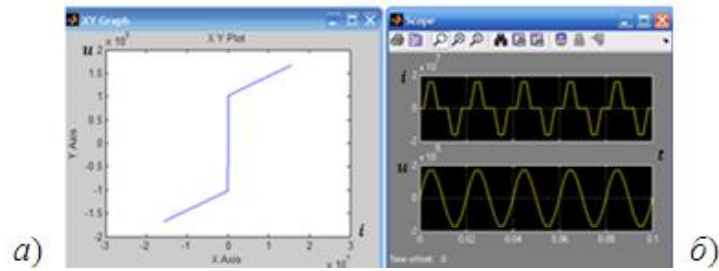 XY Graph
X Y Plot
u
x 10
2
1.5
1
0.5
0
-0.5
-1
-1.5
-2
Y Axis
-3 -2 -1 0 1 2 3
X Axis
x 10
i
а)
Scope
i
x 10
2
0
-2
t
u
x 10
2
0
-2
0 0.02 0.04 0.06 0.08 0.1
Time offset: 0
б)